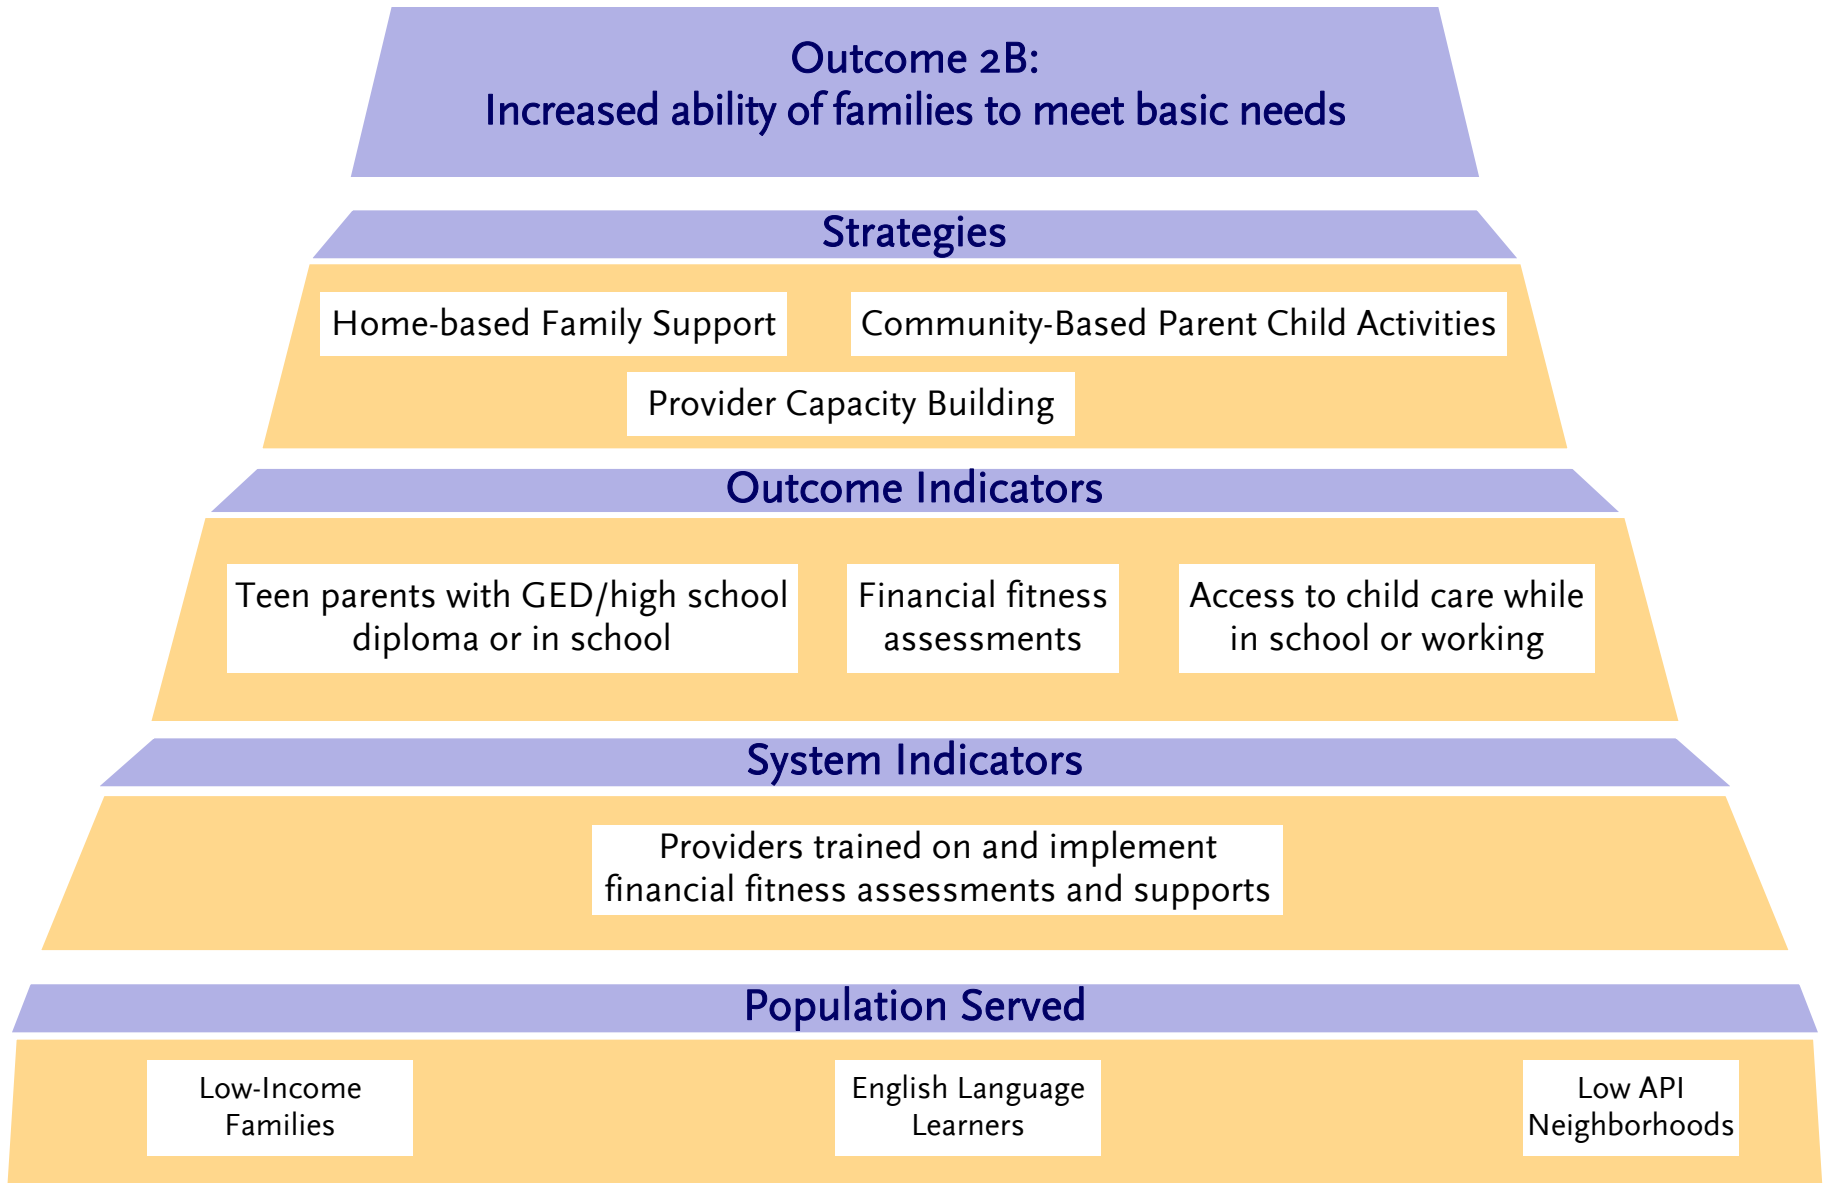 Outcome 2B:
Increased ability of families to meet basic needs
Strategies
Home-based Family Support
Community-Based Parent Child Activities
Provider Capacity Building
Outcome Indicators
Teen parents with GED/high school
diploma or in school
Financial fitness
assessments
Access to child care while
in school or working
System Indicators
Providers trained on and implement
financial fitness assessments and supports
Population Served
Low-Income
Families
English Language
Learners
Low API
Neighborhoods